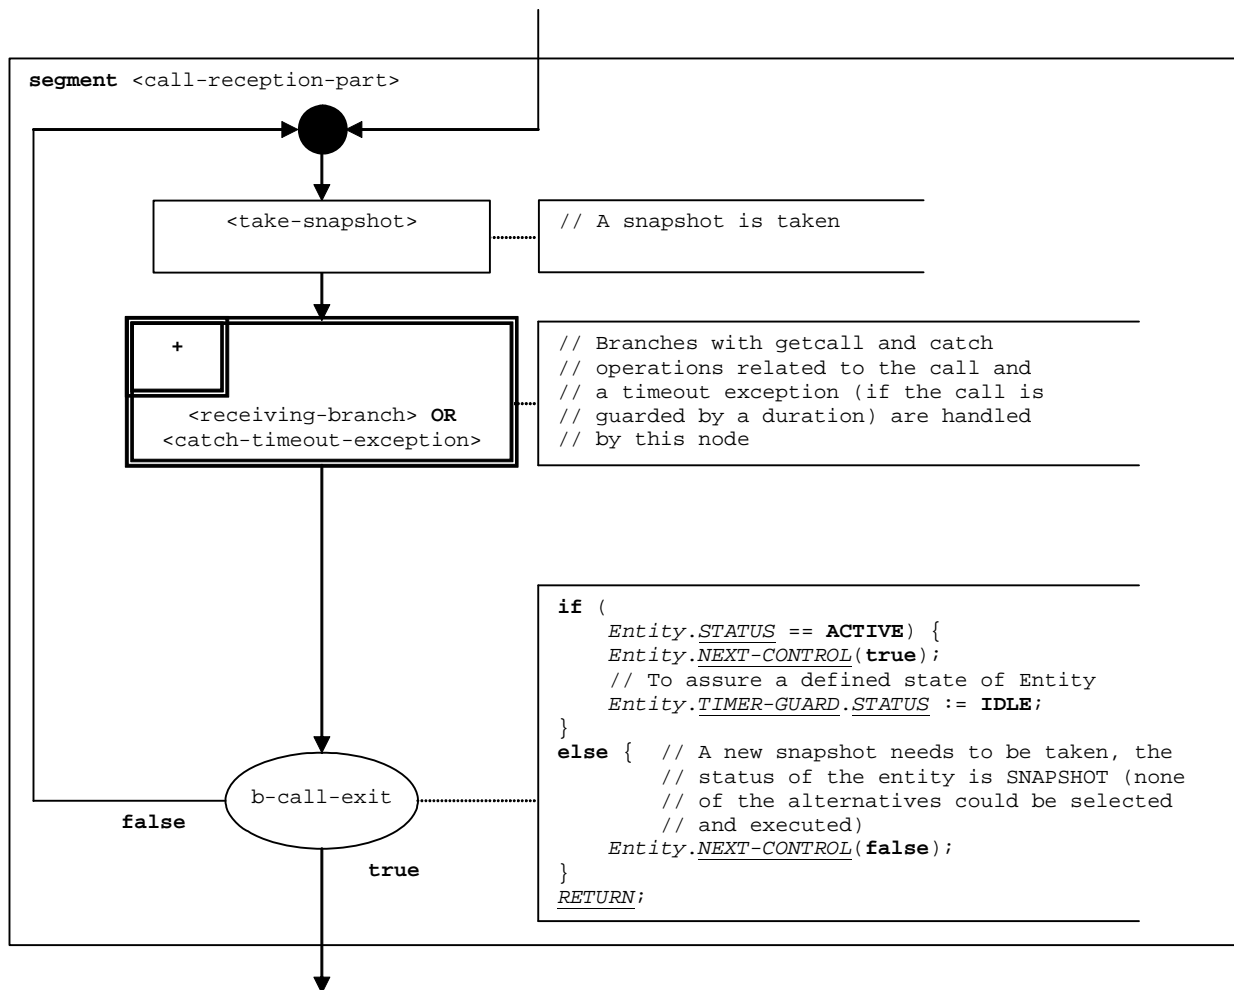 segment <call-reception-part>
<take-snapshot>
// A snapshot is taken
+
<receiving-branch> OR
<catch-timeout-exception>
// Branches with getcall and catch
// operations related to the call and
// a timeout exception (if the call is
// guarded by a duration) are handled
// by this node
if (
Entity.STATUS == ACTIVE) {
Entity.NEXT-CONTROL(true);
// To assure a defined state of Entity
Entity.TIMER-GUARD.STATUS := IDLE;
}
else { // A new snapshot needs to be taken, the
// status of the entity is SNAPSHOT (none
// of the alternatives could be selected
// and executed)
Entity.NEXT-CONTROL(false);
}
RETURN;
b-call-exit
false
true